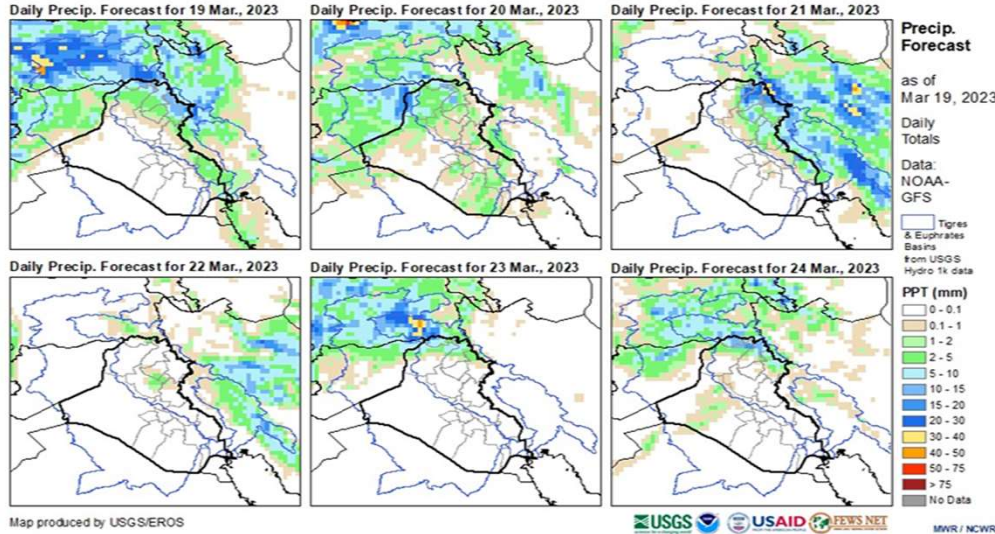 Daily Precip. Forecast for 19 Mar., 2023
Daily Precip. Forecast for 20 Mar., 2023
Daily Precip. Forecast for 21 Mar., 2023
Precip.
Forecast
as of
Mar 19, 2023
Daily
Totals
Data:
NOAA-
GFS
Tigres
& Euphrates
Basins
from USGS
Hydro 1k data
Daily Precip. Forecast for 22 Mar., 2023
Daily Precip. Forecast for 23 Mar., 2023
Daily Precip. Forecast for 24 Mar., 2023
PPT (mm)
0 - 0.1
0.1 - 1
1 - 2
2 - 5
5 - 10
10 - 15
15 - 20
20 - 30
30 - 40
40 - 50
50 - 75
> 75
No Data
Map produced by USGS/EROS
USGS
USAID
FEWS NET
MWR / NCWR